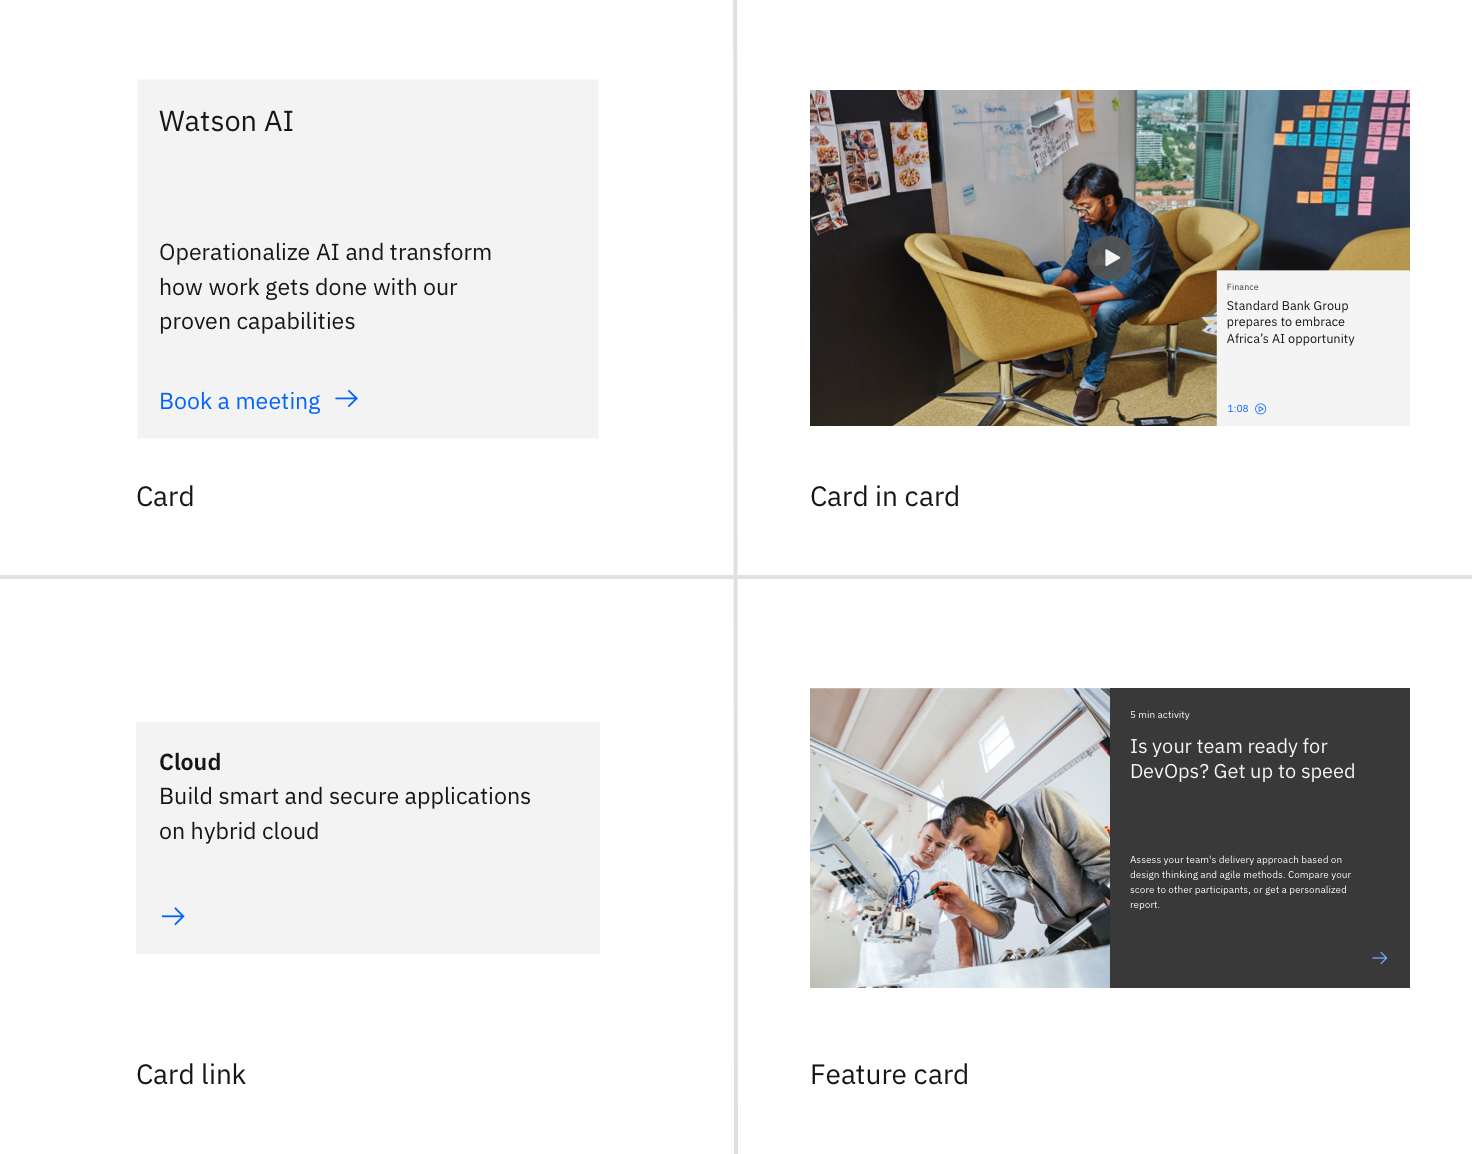 Watson AI
Operationalize AI and transform
how work gets done with our
proven capabilities
Book a meeting
Card
Finance
Standard Bank Group
prepares to embrace
Africa's AI opportunity
1:08
Card in card
Cloud
Build smart and secure applications
on hybrid cloud
Card link
5 min activity
Is your team ready for
DevOps? Get up to speed
Assess your team's delivery approach based on
design thinking and agile methods. Compare your
score to other participants, or get a personalized
report.
Feature card